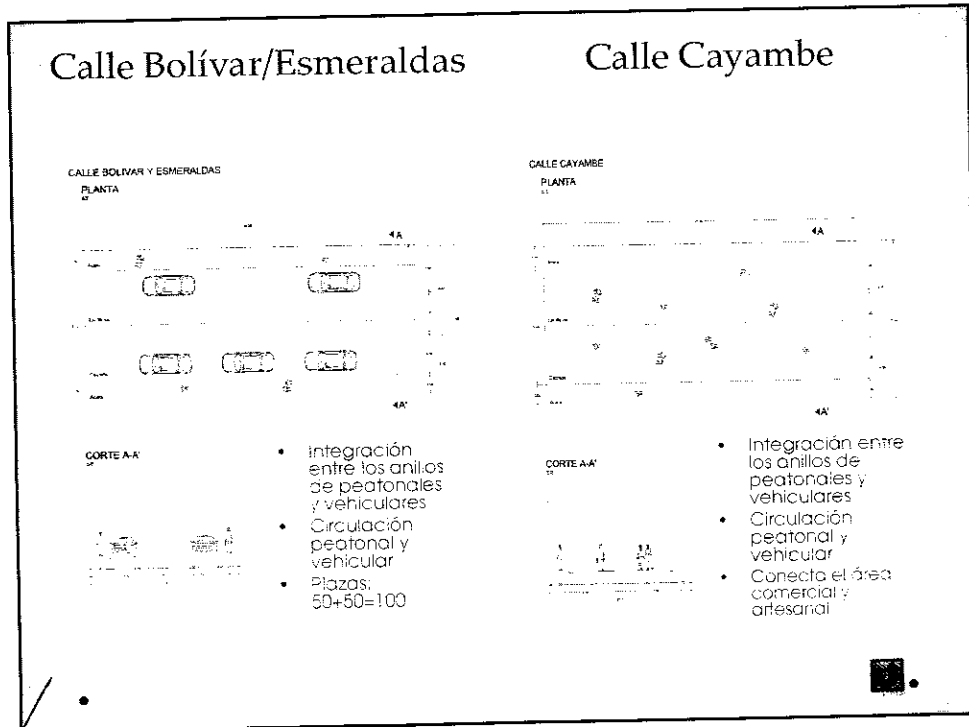 Calle Bolívar/Esmeraldas
CALLE BOLIVAR Y ESMERALDAS
PLANTA
A
A'
CORTE A-A'
• Integración
entre los anillos
de peatonales
y vehiculares
• Circulación
peatonal y
vehicular
• Plazas:
50+50=100
Calle Cayambe
CALLE CAYAMBE
PLANTA
A
A'
CORTE A-A'
• Integración entre
los anillos de
peatonales y
vehiculares
• Circulación
peatonal y
vehicular
• Conecta el área
comercial y
artesanal